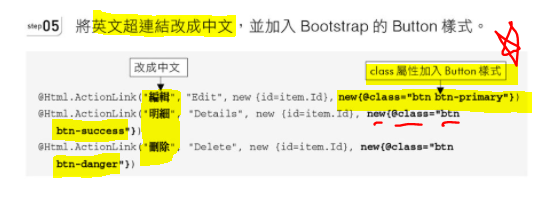 step05 將英文超連結改成中文，並加入 Bootstrap 的 Button 樣式。
改成中文
class 屬性加入 Button 樣式
@Html.ActionLink("編輯", "Edit", new {id=item.Id}, new{@class="btn btn-primary"})
@Html.ActionLink("明細", "Details", new {id=item.Id}, new{@class="btn
btn-success"})
@Html.ActionLink("刪除", "Delete", new {id=item.Id}, new{@class="btn
btn-danger"})